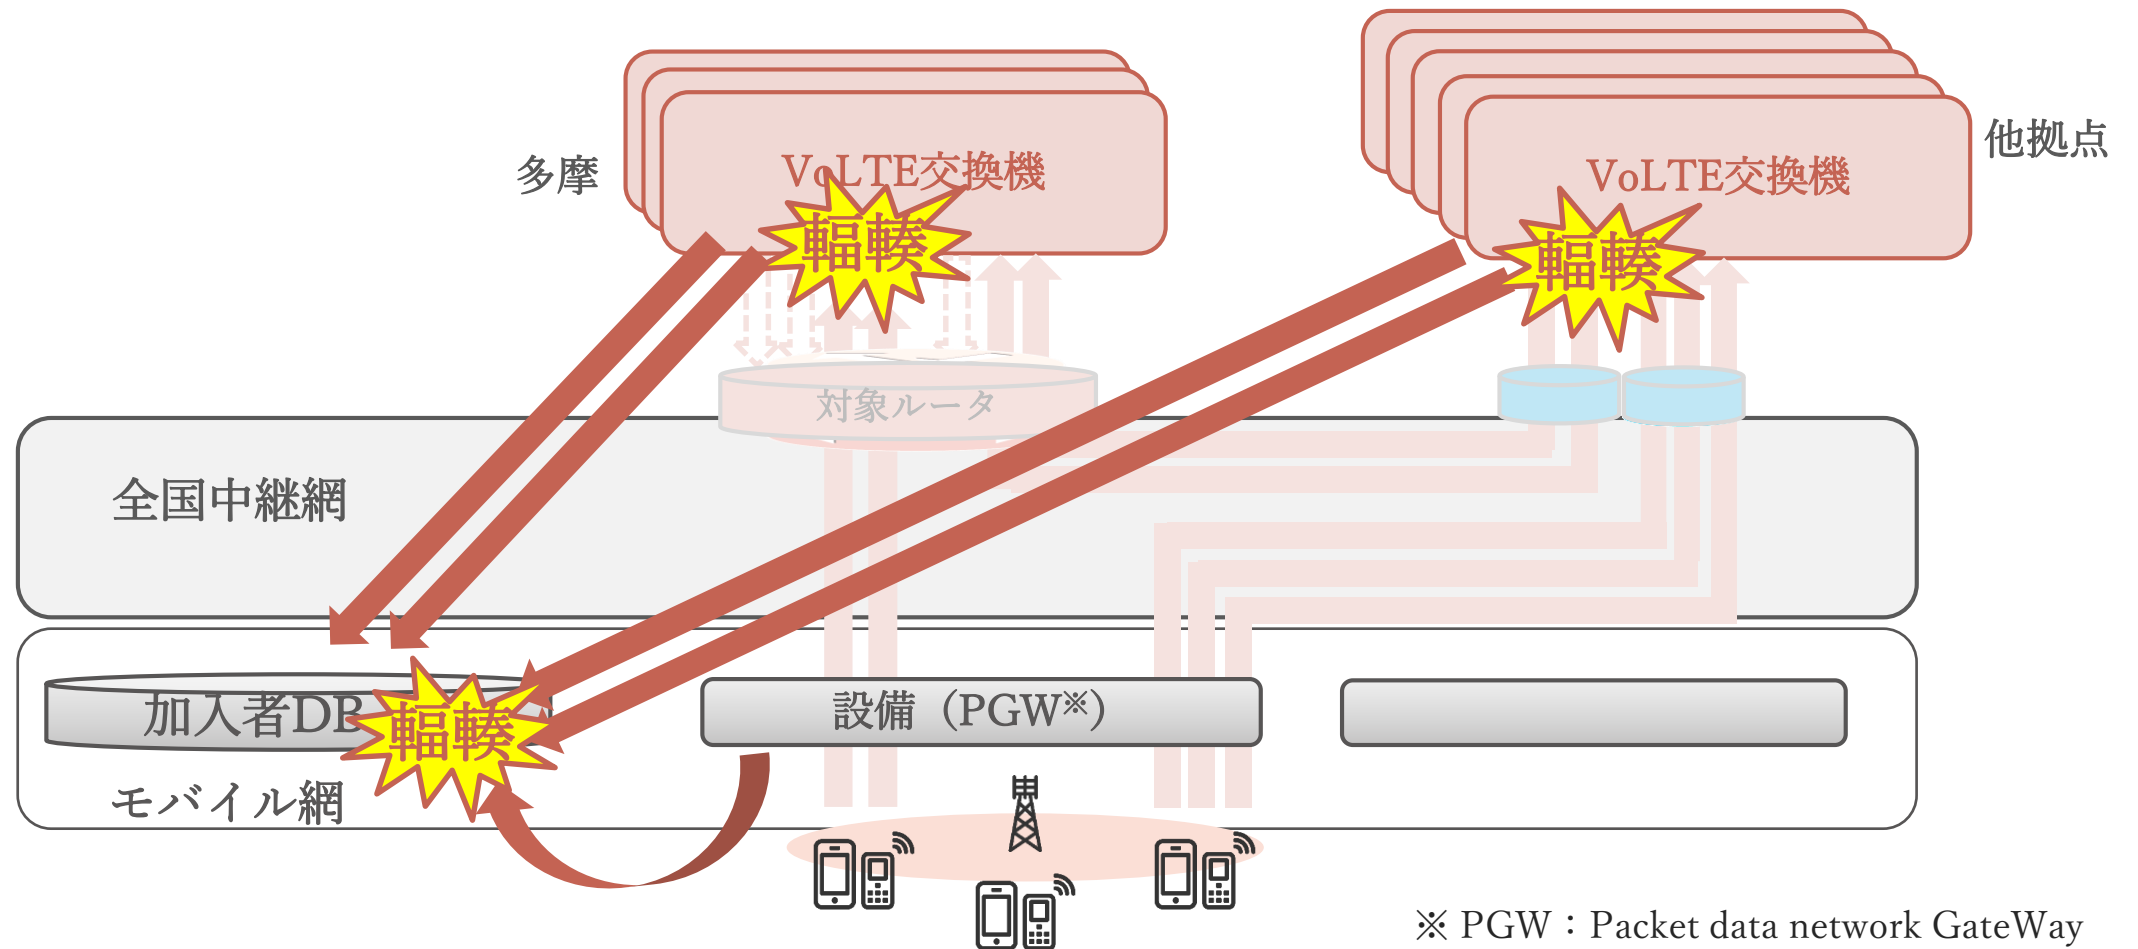 多摩
VoLTE交換機
輻輳
VoLTE交換機
輻輳
他拠点
対象ルータ
全国中継網
加入者DB
輻輳
設備（PGW※）
モバイル網
※ PGW：Packet data network GateWay